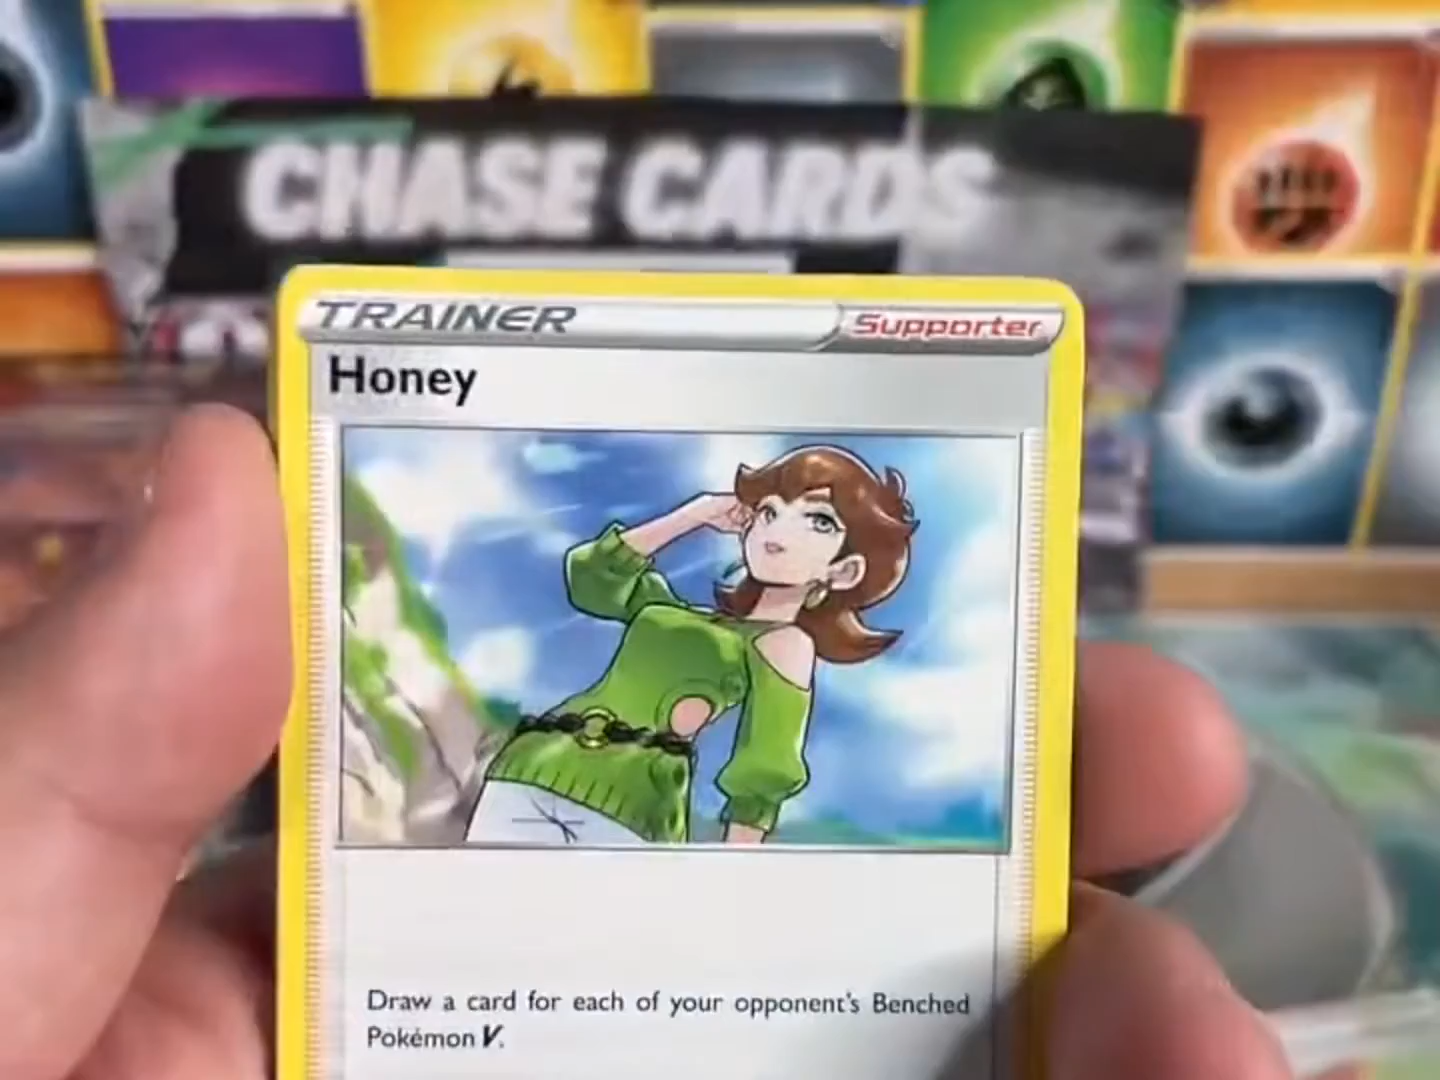 CHASE CARDS
TRAINER
Supporter
Honey
Draw a card for each of your opponent's Benched
Pokémon V.